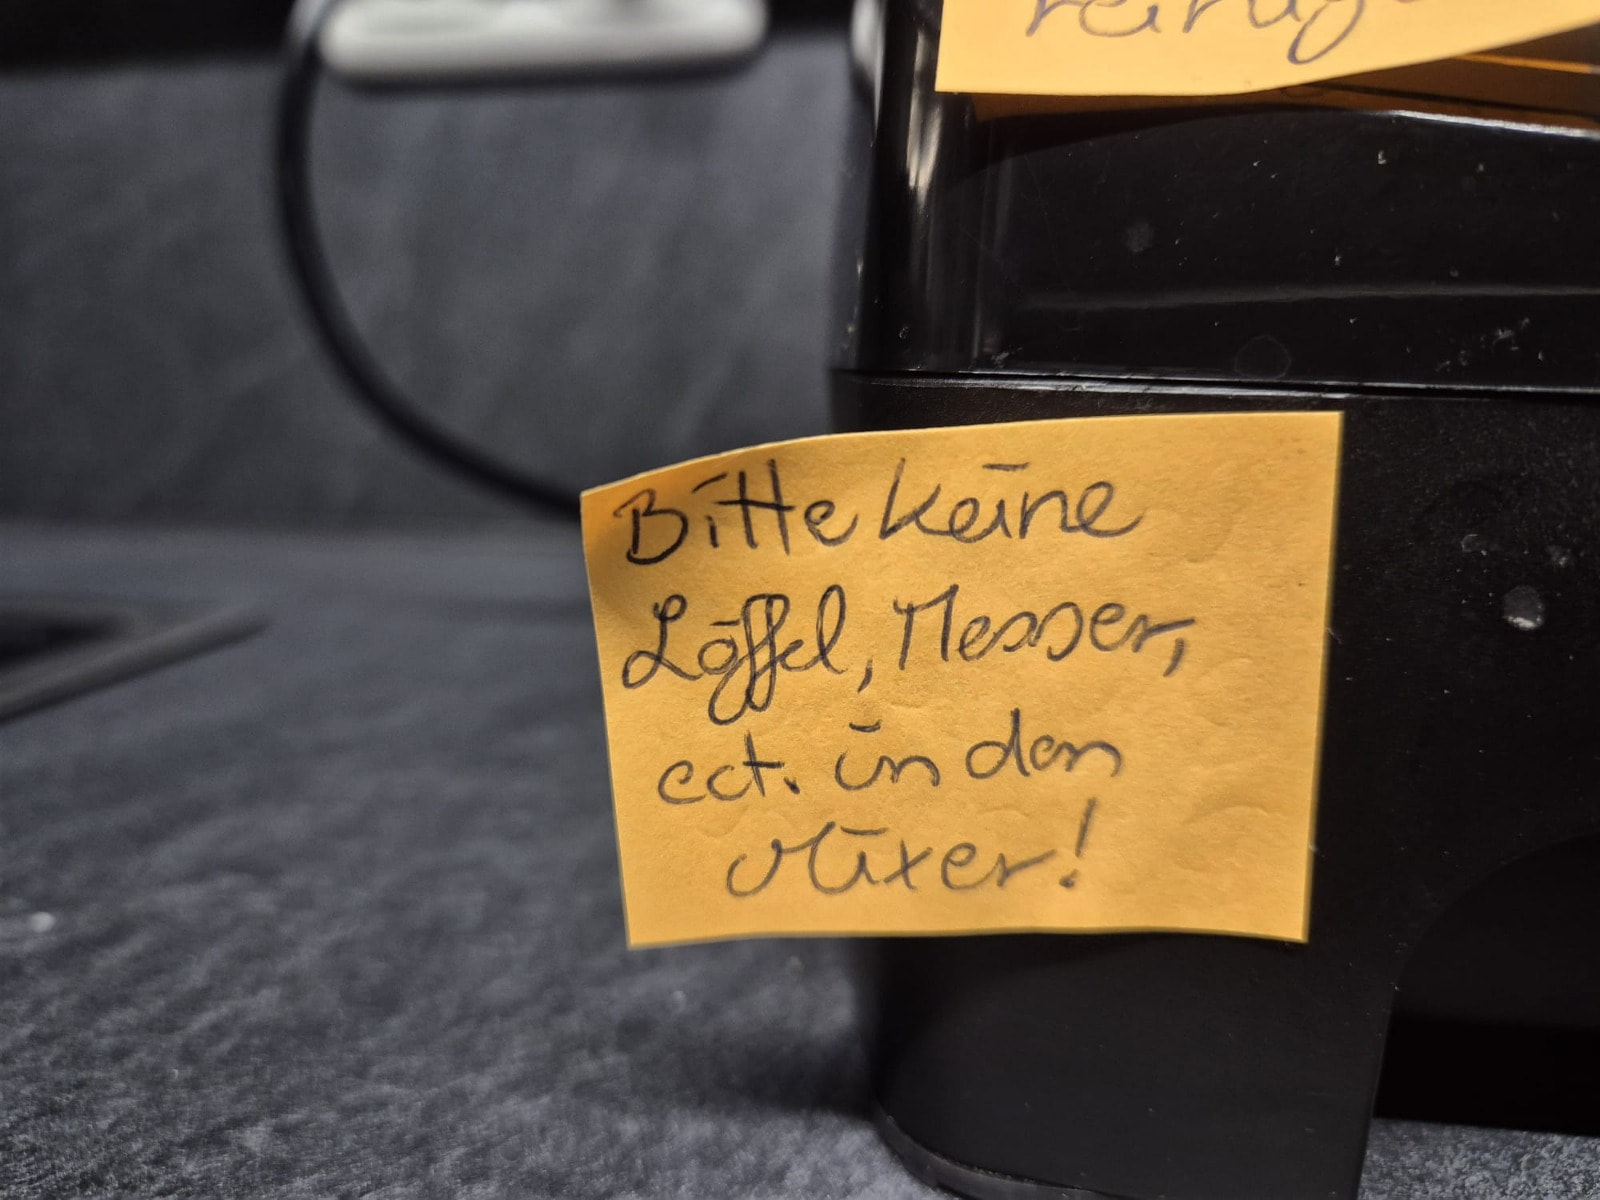 Bitte keine
Löffel, Messer,
ect. in den
Mixer!